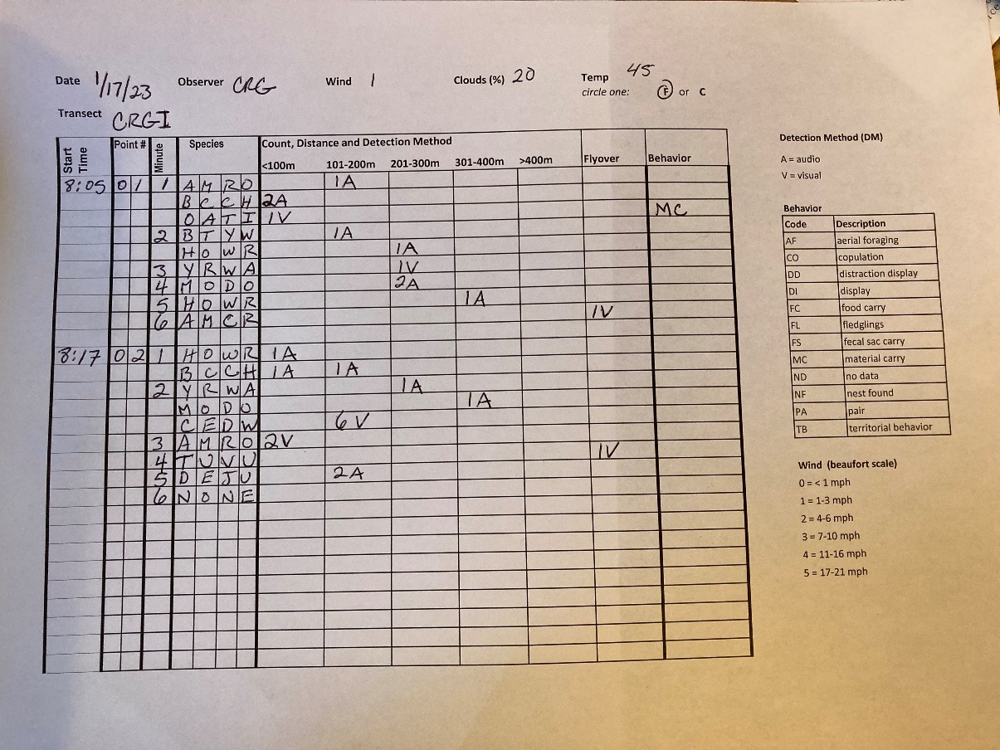 Date 1/17/23 Observer CRG Wind 1 Clouds (%) 20 Temp 45
circle one: F or C
Transect CRGI
Start Time Point # Minute Species Count, Distance and Detection Method
<100m 101-200m 201-300m 301-400m >400m Flyover Behavior
8:05 01 1 AMRO 1A
BCCH 2A
OATI 1V MC
2 BTYW 1A
HOWR 1A
3 YRWA 1V
4 MODO 2A
5 HOWR 1A
6 AMCR 1V
8:17 02 1 HOWR 1A
BCCH 1A 1A
2 YRWA 1A
MODO 1A
CEDW 6V
3 AMRO 2V
4 TUVU 1V
5 DEJU 2A
6 NONE
Detection Method (DM)
A = audio
V = visual
Behavior
Code Description
AF aerial foraging
CO copulation
DD distraction display
DI display
FC food carry
FL fledglings
FS fecal sac carry
MC material carry
ND no data
NF nest found
PA pair
TB territorial behavior
Wind (beaufort scale)
0 = < 1 mph
1 = 1-3 mph
2 = 4-6 mph
3 = 7-10 mph
4 = 11-16 mph
5 = 17-21 mph